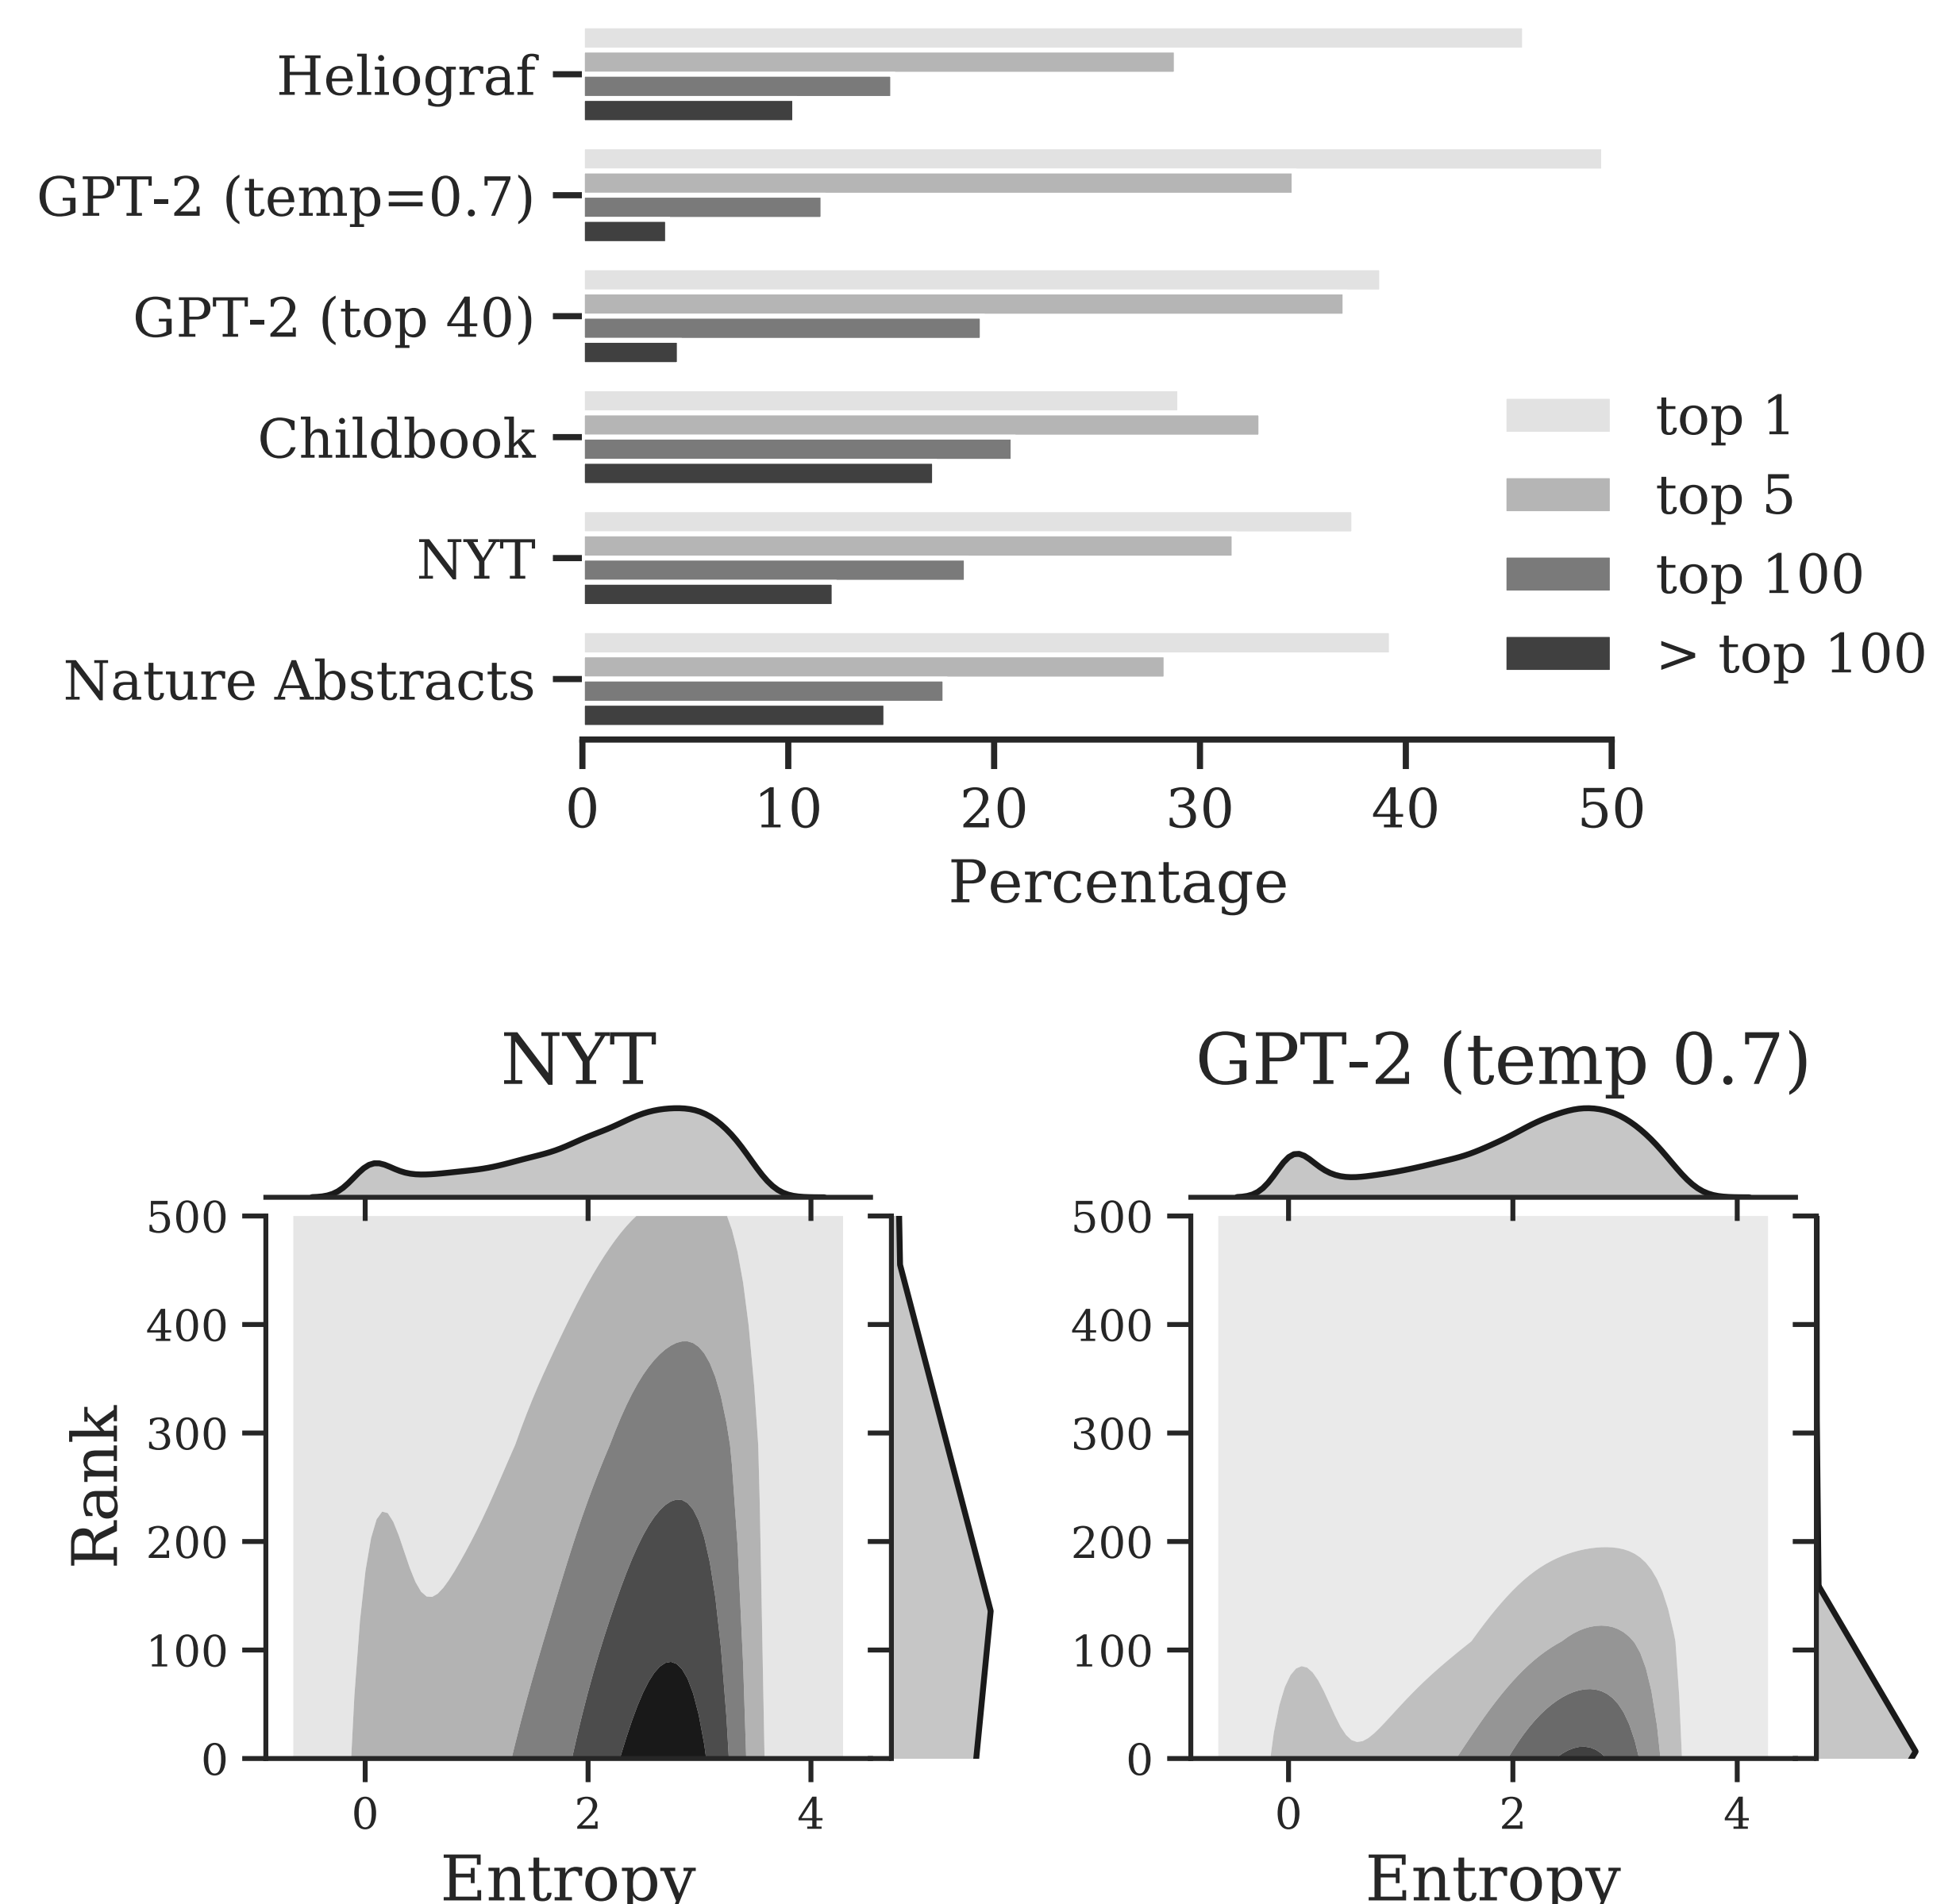 Heliograf
GPT-2 (temp=0.7)
GPT-2 (top 40)
Childbook
NYT
Nature Abstracts
top 1
top 5
top 100
> top 100
0 10 20 30 40 50
Percentage
NYT
500
400
300
200
100
0
Rank
0 2 4
Entropy
GPT-2 (temp 0.7)
500
400
300
200
100
0
0 2 4
Entropy